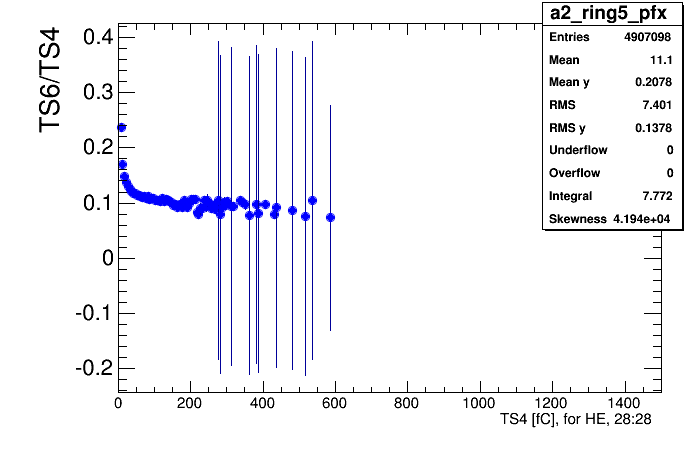 a2_ring5_pfx
Entries 4907098
Mean 11.1
Mean y 0.2078
RMS 7.401
RMS y 0.1378
Underflow 0
Overflow 0
Integral 7.772
Skewness 4.194e+04
TS6/TS4
0.4
0.3
0.2
0.1
0
-0.1
-0.2
0 200 400 600 800 1000 1200 1400
TS4 [fC], for HE, 28:28